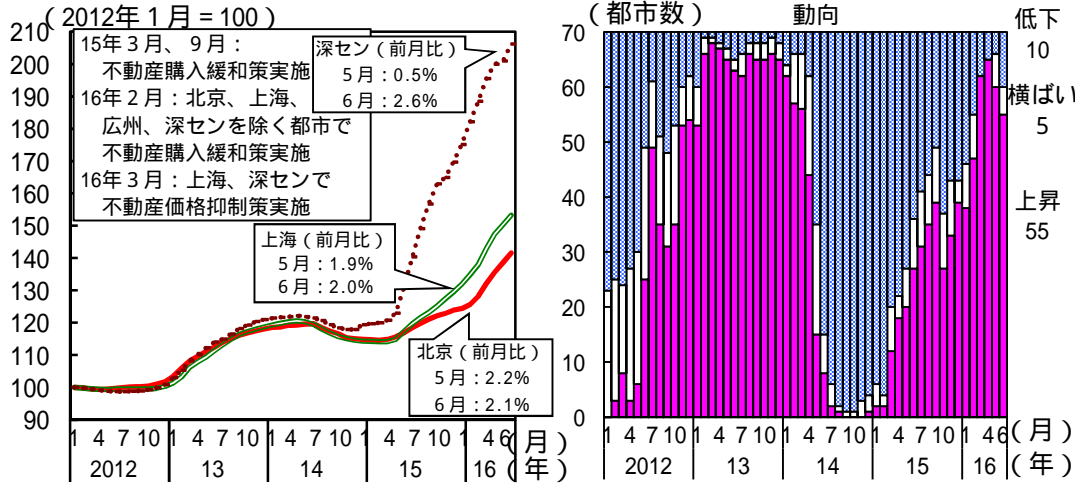 （2012年１月＝100）
210
200
190
180
170
160
150
140
130
120
110
100
90
15年３月、９月：
不動産購入緩和策実施
16年２月：北京、上海、
広州、深センを除く都市で
不動産購入緩和策実施
16年３月：上海、深センで
不動産価格抑制策実施
深セン（前月比）
５月：0.5%
６月：2.6%
上海（前月比）
５月：1.9%
６月：2.0%
北京（前月比）
５月：2.2%
６月：2.1%
1 4 7 10 1 4 7 10 1 4 7 10 1 4 7 10 1 4 6（月）
2012 13 14 15 16（年）
（都市数） 動向
70
60
50
40
30
20
10
0
低下
10
横ばい
5
上昇
55
1 4 7 10 1 4 7 10 1 4 7 10 1 4 7 10 1 4 6（月）
2012 13 14 15 16（年）